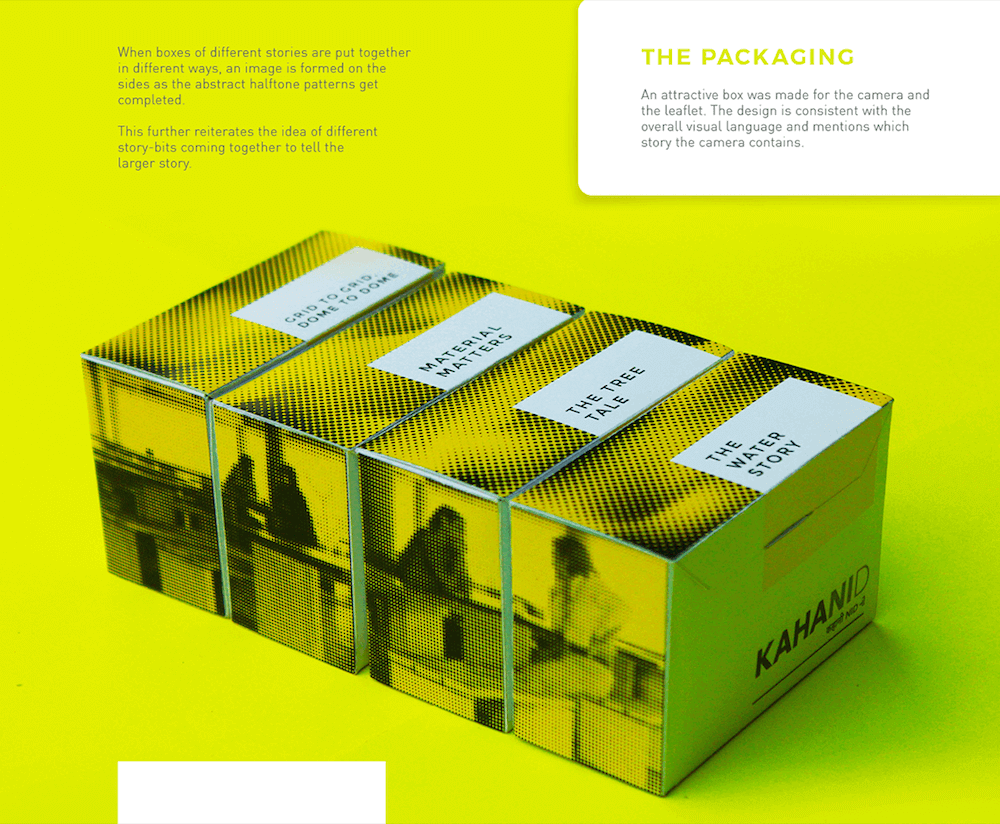 When boxes of different stories are put together
in different ways, an image is formed on the
sides as the abstract halftone patterns get
completed.
This further reiterates the idea of different
story-bits coming together to tell the
larger story.
THE PACKAGING
An attractive box was made for the camera and
the leaflet. The design is consistent with the
overall visual language and mentions which
story the camera contains.
GRID TO GRID,
DOME TO DOME
MATERIAL
MATTERS
THE TREE
TALE
THE
WATER
STORY
KAHANID
कहानी NID की